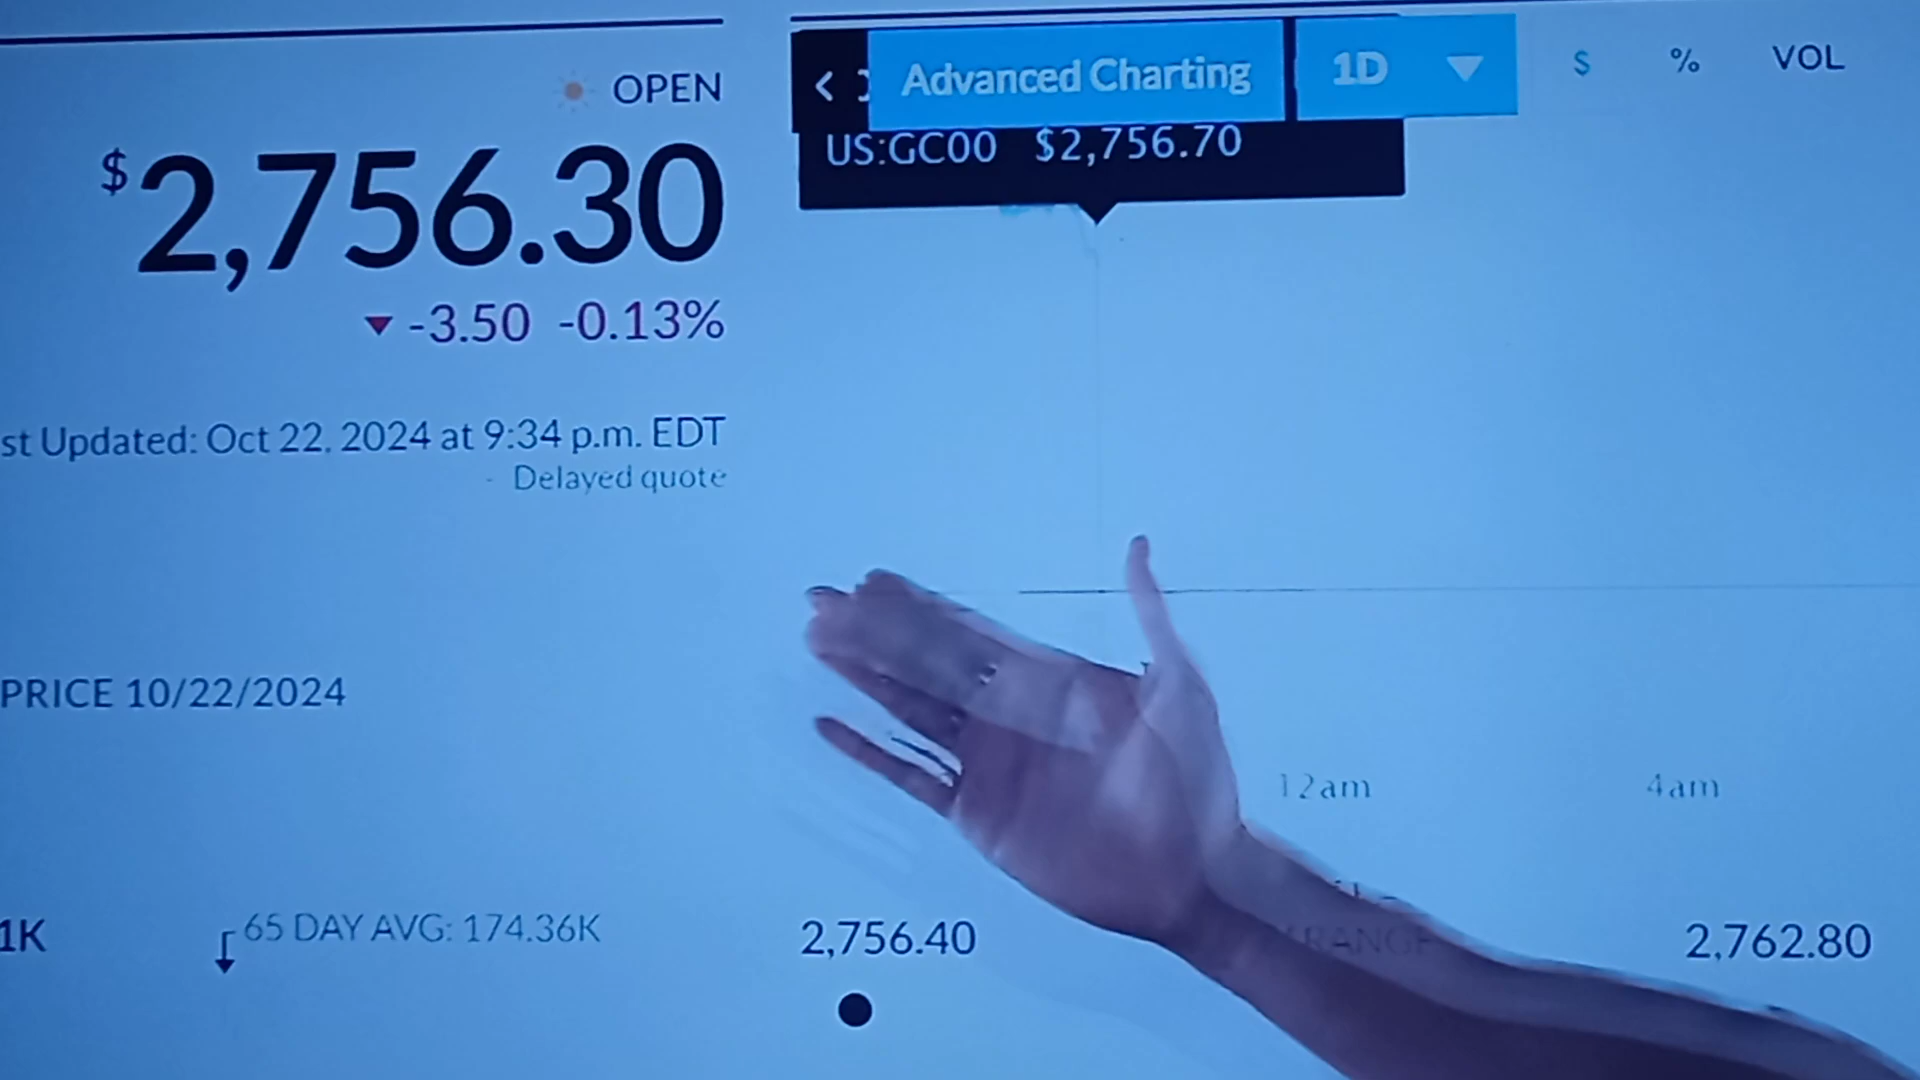 OPEN
$2,756.30
-3.50 -0.13%
st Updated: Oct 22, 2024 at 9:34 p.m. EDT
Delayed quote
PRICE 10/22/2024
1K
65 DAY AVG: 174.36K
Advanced Charting
1D
$ % VOL
US:GC00 $2,756.70
12am 4am
2,756.40
RANGE
2,762.80